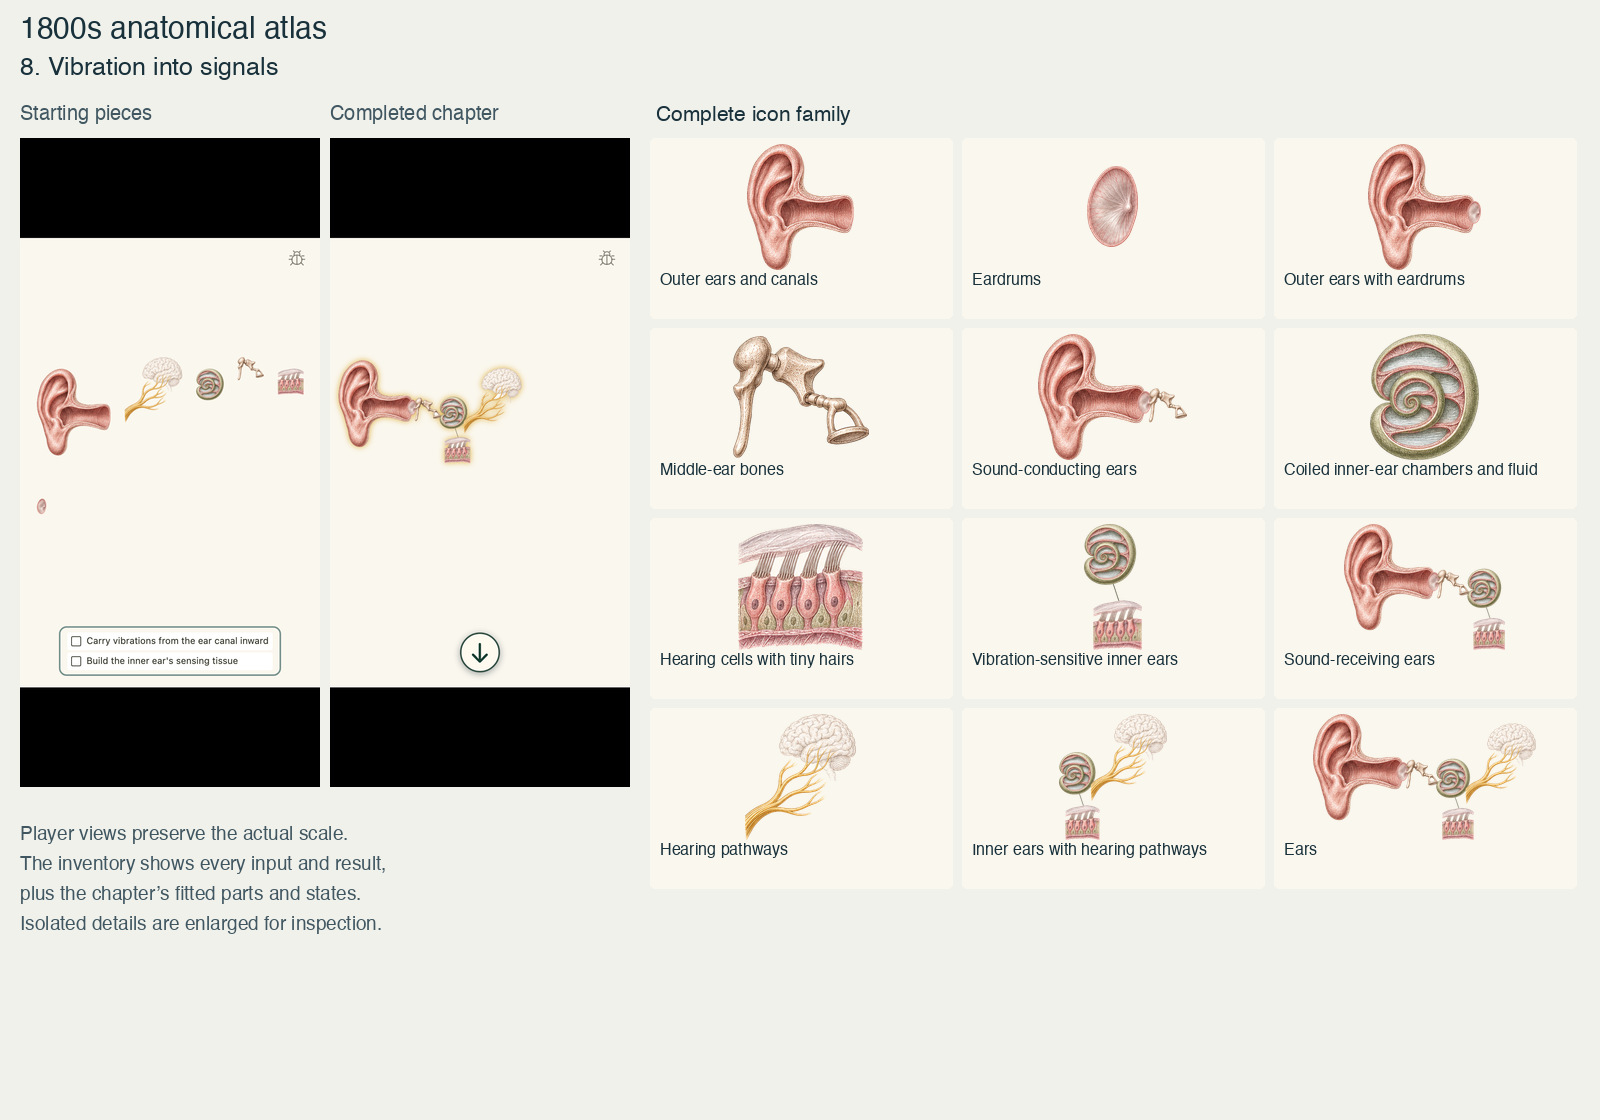 1800s anatomical atlas
8. Vibration into signals
Starting pieces
Completed chapter
Complete icon family
Outer ears and canals
Eardrums
Outer ears with eardrums
Middle-ear bones
Sound-conducting ears
Coiled inner-ear chambers and fluid
Hearing cells with tiny hairs
Vibration-sensitive inner ears
Sound-receiving ears
Hearing pathways
Inner ears with hearing pathways
Ears
Carry vibrations from the ear canal inward
Build the inner ear's sensing tissue
Player views preserve the actual scale.
The inventory shows every input and result,
plus the chapter’s fitted parts and states.
Isolated details are enlarged for inspection.